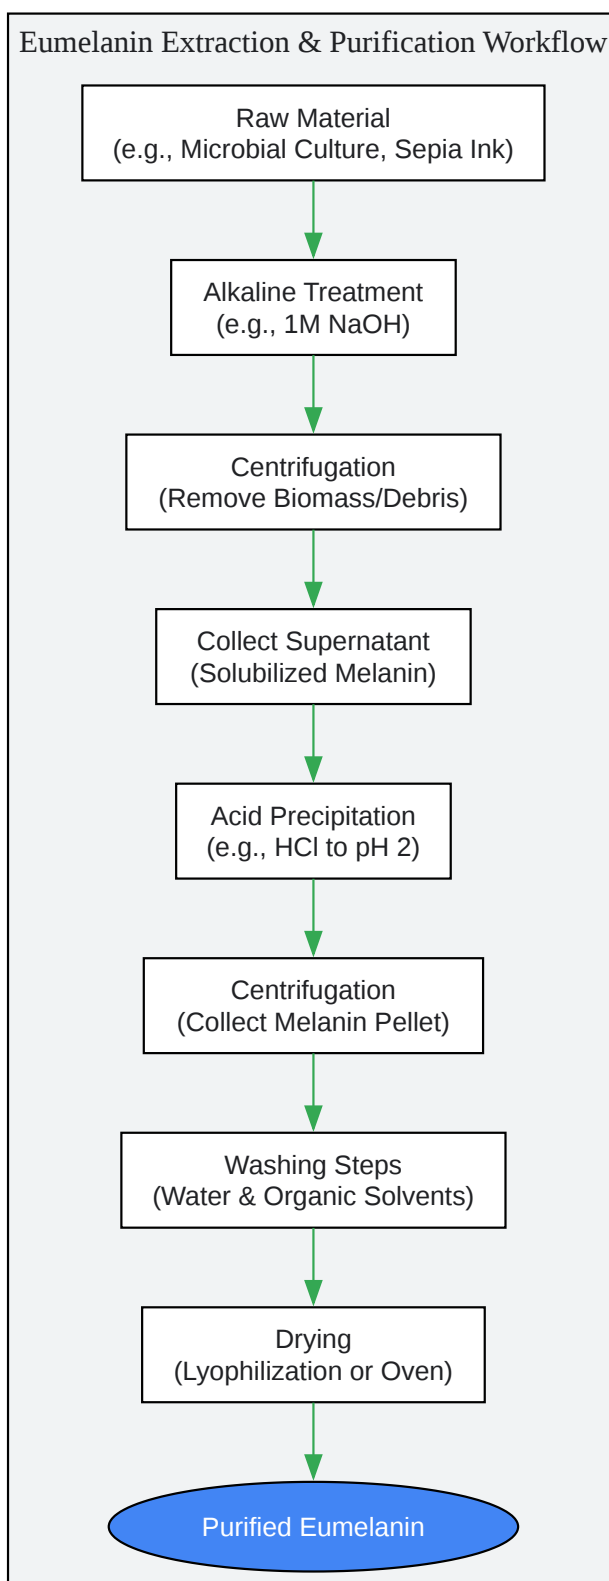 Eumelanin Extraction & Purification Workflow
Raw Material
(e.g., Microbial Culture, Sepia Ink)
Alkaline Treatment
(e.g., 1M NaOH)
Centrifugation
(Remove Biomass/Debris)
Collect Supernatant
(Solubilized Melanin)
Acid Precipitation
(e.g., HCl to pH 2)
Centrifugation
(Collect Melanin Pellet)
Washing Steps
(Water & Organic Solvents)
Drying
(Lyophilization or Oven)
Purified Eumelanin